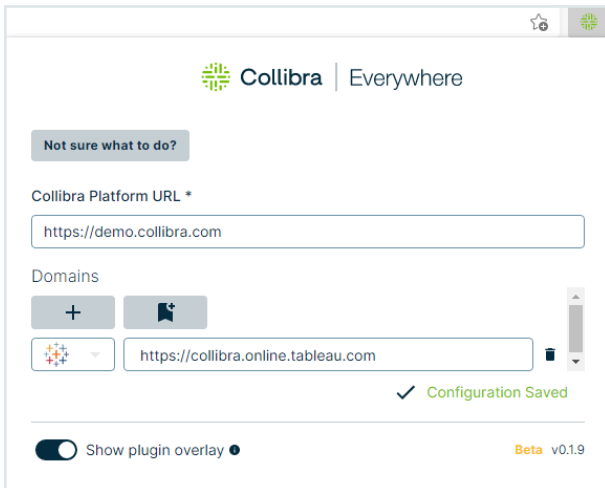 Collibra | Everywhere
Not sure what to do?
Collibra Platform URL *
https://demo.collibra.com
Domains
+
https://collibra.online.tableau.com
Configuration Saved
Show plugin overlay
Beta v0.1.9